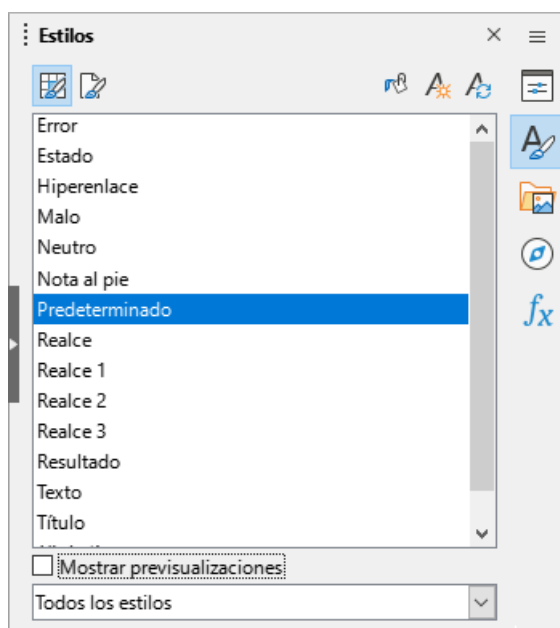 Estilos
Error
Estado
Hiperenlace
Malo
Neutro
Nota al pie
Predeterminado
Realce
Realce 1
Realce 2
Realce 3
Resultado
Texto
Título
Mostrar previsualizaciones
Todos los estilos